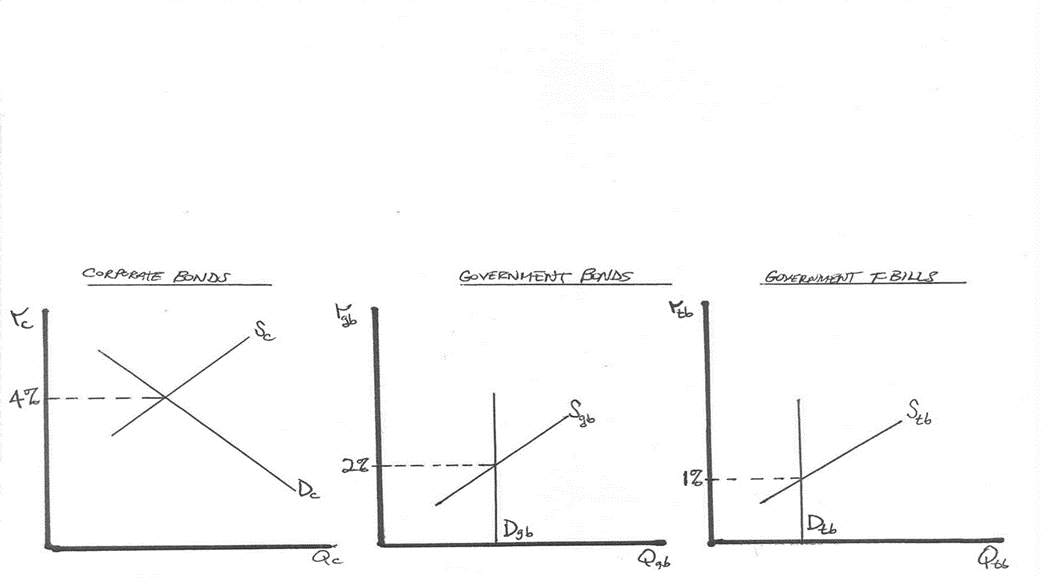 CORPORATE BONDS
GOVERNMENT BONDS
GOVERNMENT T-BILLS
rc
Sc
4%
Dc
Qc
rgb
Sgb
2%
Dgb
Qgb
rtb
Stb
1%
Dtb
Qtb